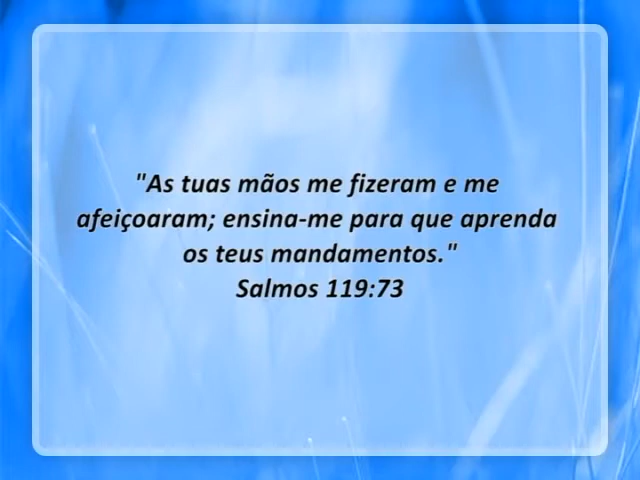 "As tuas mãos me fizeram e me
afeiçoaram; ensina-me para que aprenda
os teus mandamentos."
Salmos 119:73